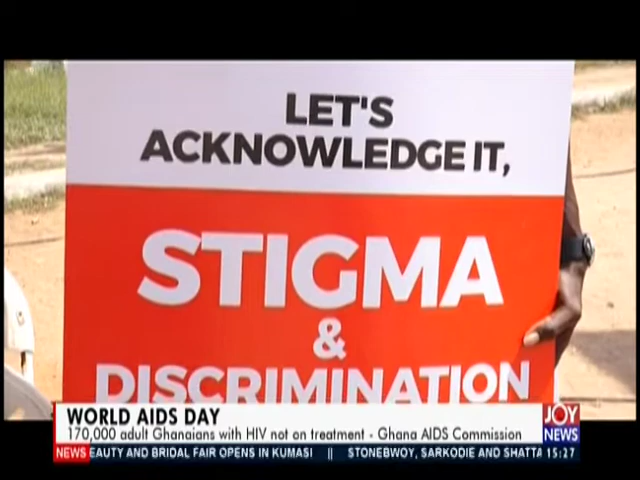 LET'S
ACKNOWLEDGE IT,
STIGMA
&
DISCRIMINATION
WORLD AIDS DAY
170,000 adult Ghanaians with HIV not on treatment - Ghana AIDS Commission
JOY
NEWS
NEWS EAUTY AND BRIDAL FAIR OPENS IN KUMASI || STONEBWOY, SARKODIE AND SHATTA 15:27